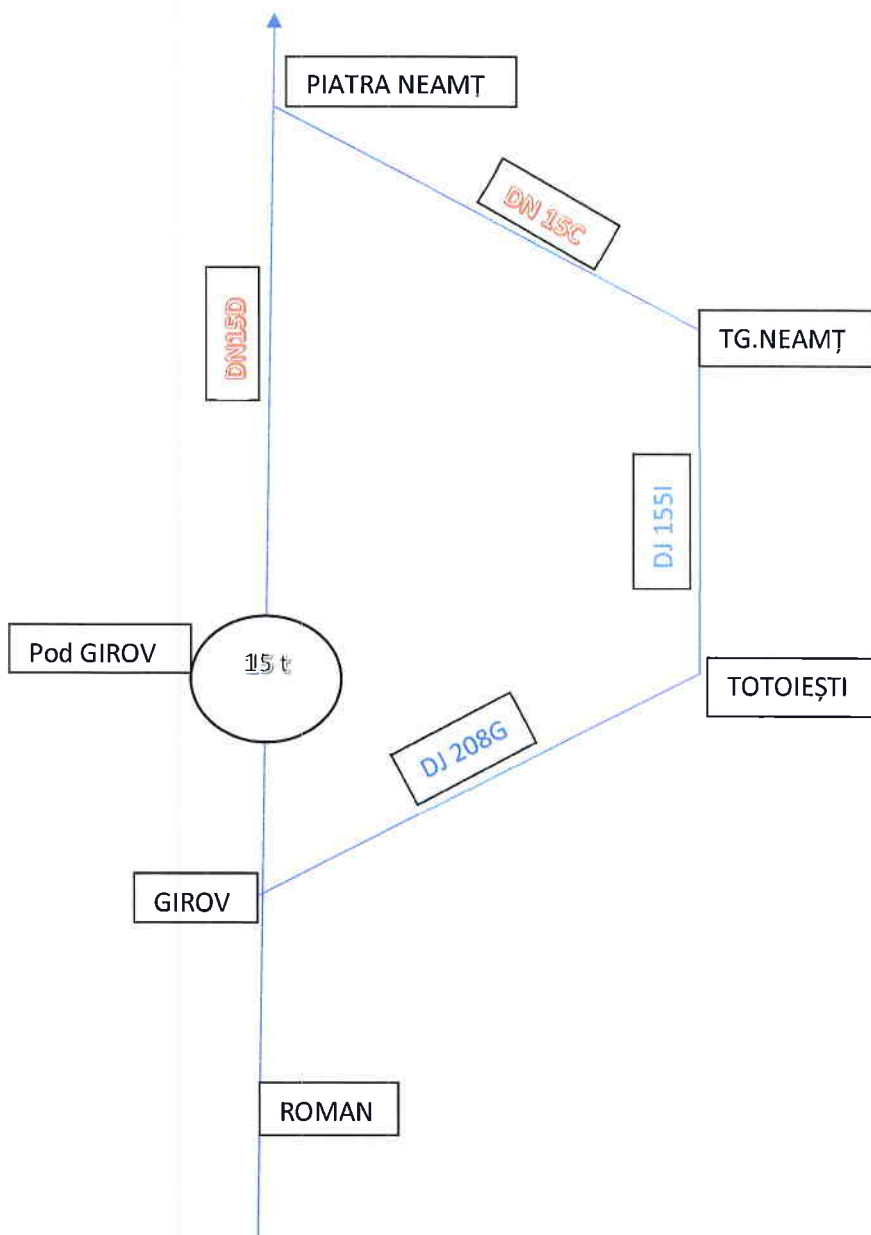 PIATRA NEAMȚ
DN 15C
DN15D
TG.NEAMȚ
DJ 155I
Pod GIROV
15 t
TOTOIEȘTI
DJ 208G
GIROV
ROMAN